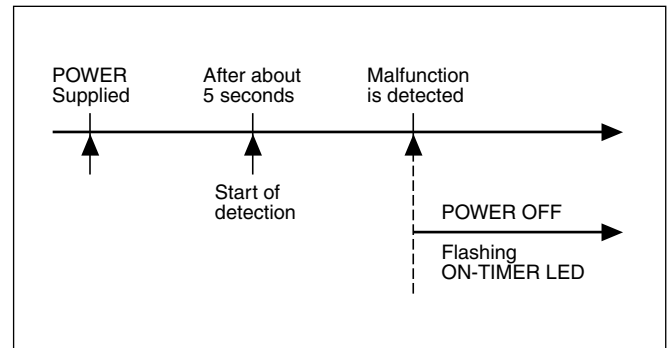 POWER
Supplied
After about
5 seconds
Malfunction
is detected
Start of
detection
POWER OFF
Flashing
ON-TIMER LED